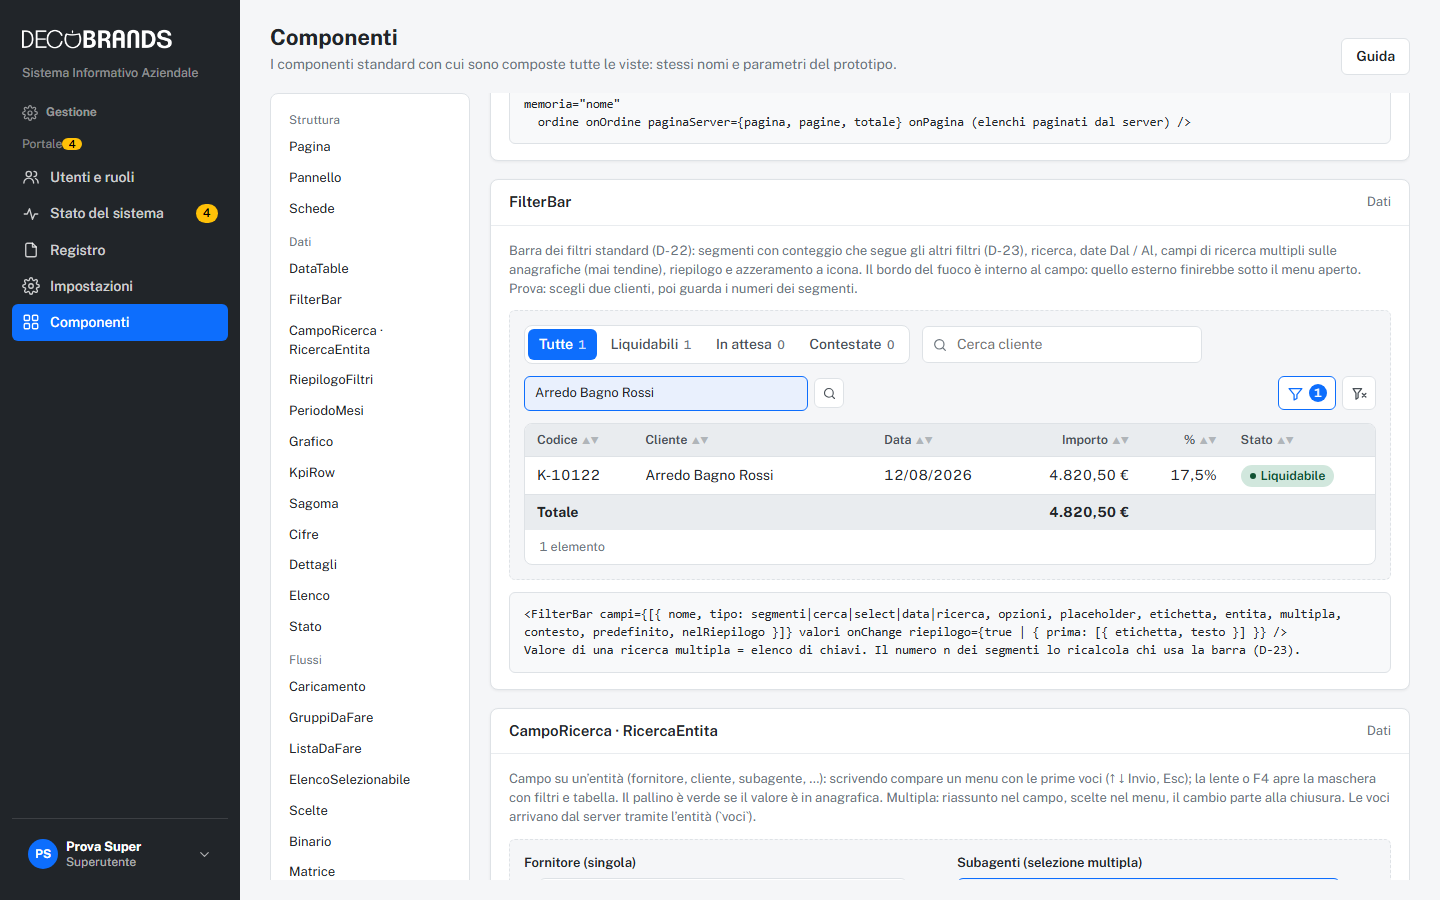 DECOBRANDS
Sistema Informativo Aziendale
Gestione
Portale 4
Utenti e ruoli
Stato del sistema 4
Registro
Impostazioni
Componenti
PS Prova Super
Superutente
Componenti
I componenti standard con cui sono composte tutte le viste: stessi nomi e parametri del prototipo.
Guida
Struttura
Pagina
Pannello
Schede
Dati
DataTable
FilterBar
CampoRicerca ·
RicercaEntita
RiepilogoFiltri
PeriodoMesi
Grafico
KpiRow
Sagoma
Cifre
Dettagli
Elenco
Stato
Flussi
Caricamento
GruppiDaFare
ListaDaFare
ElencoSelezionabile
Scelte
Binario
Matrice
memoria="nome"
ordine onOrdine paginaServer={pagina, pagine, totale} onPagina (elenchi paginati dal server) />
FilterBar Dati
Barra dei filtri standard (D-22): segmenti con conteggio che segue gli altri filtri (D-23), ricerca, date Dal / Al, campi di ricerca multipli sulle
anagrafiche (mai tendine), riepilogo e azzeramento a icona. Il bordo del fuoco è interno al campo: quello esterno finirebbe sotto il menu aperto.
Prova: scegli due clienti, poi guarda i numeri dei segmenti.
Tutte 1 Liquidabili 1 In attesa 0 Contestate 0 Cerca cliente
Arredo Bagno Rossi 1
Codice ▲▼ Cliente ▲▼ Data ▲▼ Importo ▲▼ % ▲▼ Stato ▲▼
K-10122 Arredo Bagno Rossi 12/08/2026 4.820,50 € 17,5% Liquidabile
Totale 4.820,50 €
1 elemento
<FilterBar campi={[{ nome, tipo: segmenti|cerca|select|data|ricerca, opzioni, placeholder, etichetta, entita, multipla,
contesto, predefinito, nelRiepilogo }]} valori onChange riepilogo={true | { prima: [{ etichetta, testo }] }} />
Valore di una ricerca multipla = elenco di chiavi. Il numero n dei segmenti lo ricalcola chi usa la barra (D-23).
CampoRicerca · RicercaEntita Dati
Campo su un'entità (fornitore, cliente, subagente, …): scrivendo compare un menu con le prime voci (↑ ↓ Invio, Esc); la lente o F4 apre la maschera
con filtri e tabella. Il pallino è verde se il valore è in anagrafica. Multipla: riassunto nel campo, scelte nel menu, il cambio parte alla chiusura. Le voci
arrivano dal server tramite l'entità (`voci`).
Fornitore (singola) Subagenti (selezione multipla)